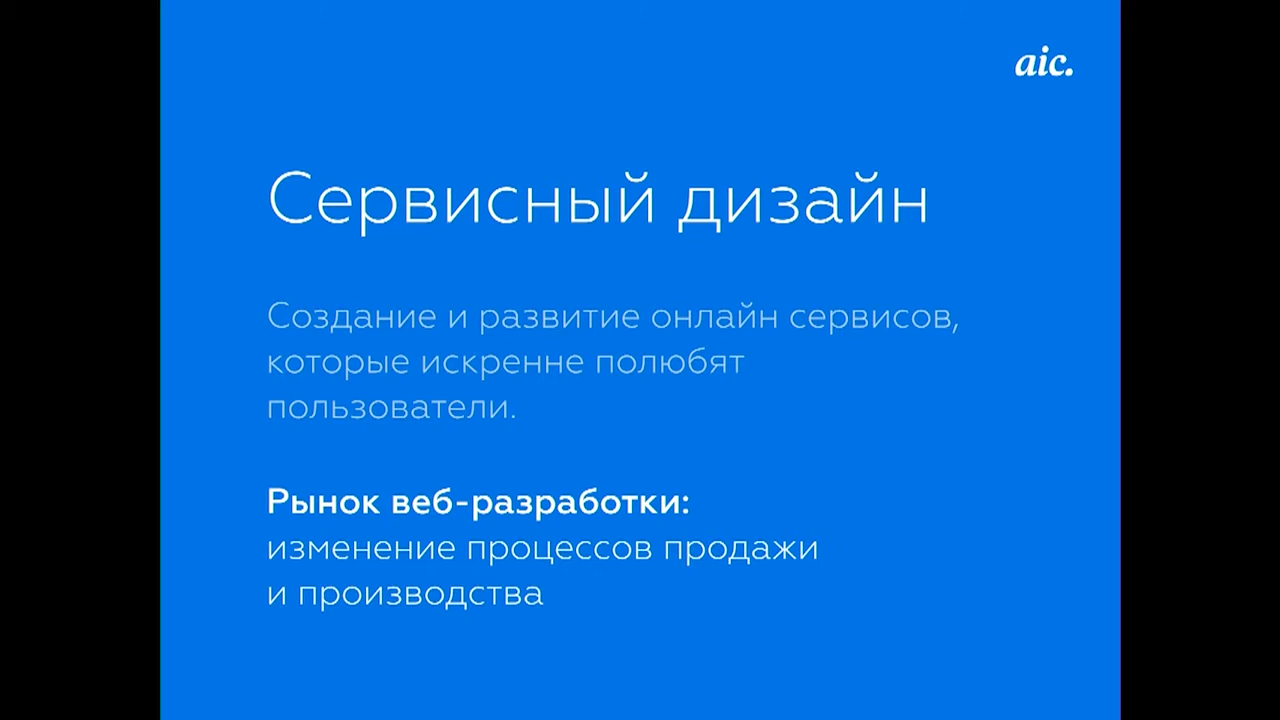 aic.
Сервисный дизайн
Создание и развитие онлайн сервисов,
которые искренне полюбят
пользователи.
Рынок веб-разработки:
изменение процессов продажи
и производства